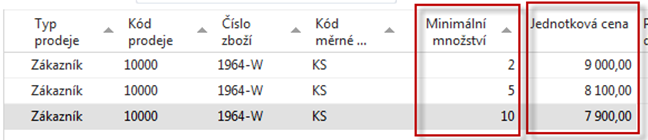 Typ prodeje Kód prodeje Číslo zboží Kód měrné ... Minimální množství Jednotková cena
Zákazník 10000 1964-W KS 2 9 000,00
Zákazník 10000 1964-W KS 5 8 100,00
Zákazník 10000 1964-W KS 10 7 900,00